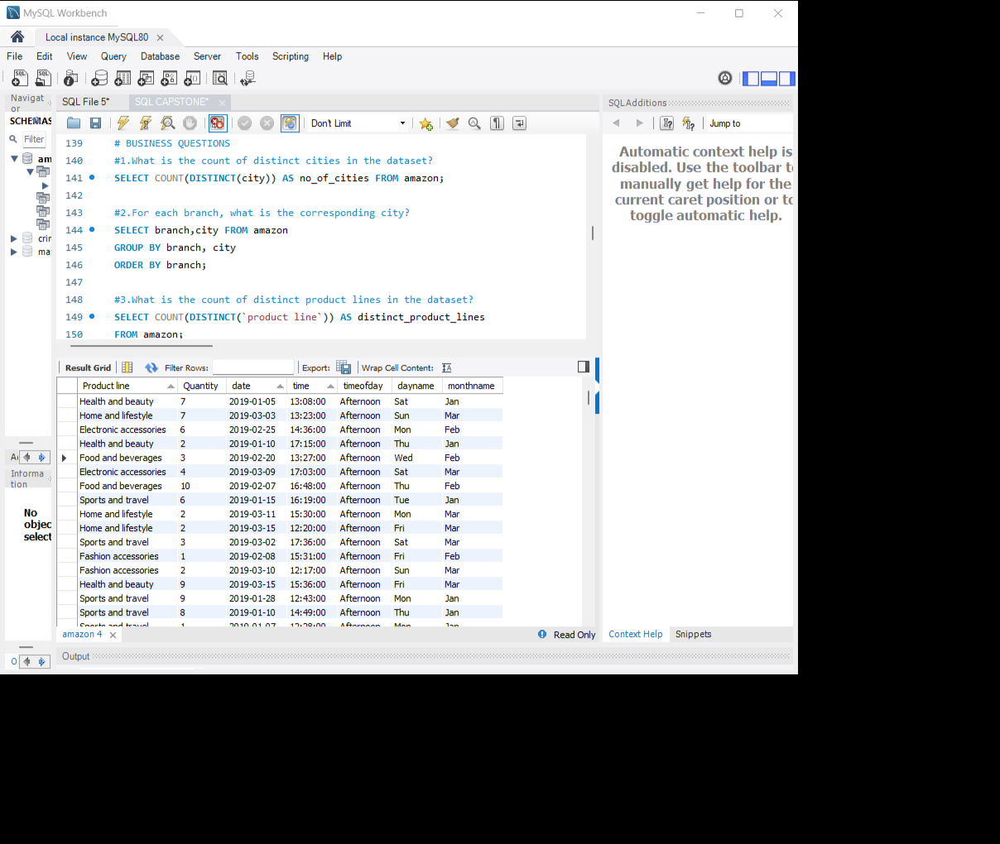 MySQL Workbench
Local instance MySQL80
File Edit View Query Database Server Tools Scripting Help
Navigat
or
SCHEMAS
Filter
am
crir
ma
SQL File 5* SQL CAPSTONE*
Don't Limit
139 # BUSINESS QUESTIONS
140 #1.What is the count of distinct cities in the dataset?
141 SELECT COUNT(DISTINCT(city)) AS no_of_cities FROM amazon;
142
143 #2.For each branch, what is the corresponding city?
144 SELECT branch,city FROM amazon
145 GROUP BY branch, city
146 ORDER BY branch;
147
148 #3.What is the count of distinct product lines in the dataset?
149 SELECT COUNT(DISTINCT(`product line`)) AS distinct_product_lines
150 FROM amazon;
Result Grid Filter Rows: Export: Wrap Cell Content:
Product line Quantity date time timeofday dayname monthname
Health and beauty 7 2019-01-05 13:08:00 Afternoon Sat Jan
Home and lifestyle 7 2019-03-03 13:23:00 Afternoon Sun Mar
Electronic accessories 6 2019-02-25 14:36:00 Afternoon Mon Feb
Health and beauty 2 2019-01-10 17:15:00 Afternoon Thu Jan
Food and beverages 3 2019-02-20 13:27:00 Afternoon Wed Feb
Electronic accessories 4 2019-03-09 17:03:00 Afternoon Sat Mar
Food and beverages 10 2019-02-07 16:48:00 Afternoon Thu Feb
Sports and travel 6 2019-01-15 16:19:00 Afternoon Tue Jan
Home and lifestyle 2 2019-03-11 15:30:00 Afternoon Mon Mar
Home and lifestyle 2 2019-03-15 12:20:00 Afternoon Fri Mar
Sports and travel 3 2019-03-02 17:36:00 Afternoon Sat Mar
Fashion accessories 1 2019-02-08 15:31:00 Afternoon Fri Feb
Fashion accessories 2 2019-03-10 12:17:00 Afternoon Sun Mar
Health and beauty 9 2019-03-15 15:36:00 Afternoon Fri Mar
Sports and travel 9 2019-01-28 12:43:00 Afternoon Mon Jan
Sports and travel 8 2019-01-10 14:49:00 Afternoon Thu Jan
Sports and travel 1 2019-01-07 Afternoon Mon Jan
amazon 4
Read Only
Informa
tion
No
objec
select
Output
SQLAdditions
Jump to
Automatic context help is
disabled. Use the toolbar t
manually get help for the
current caret position or to
toggle automatic help.
Context Help Snippets